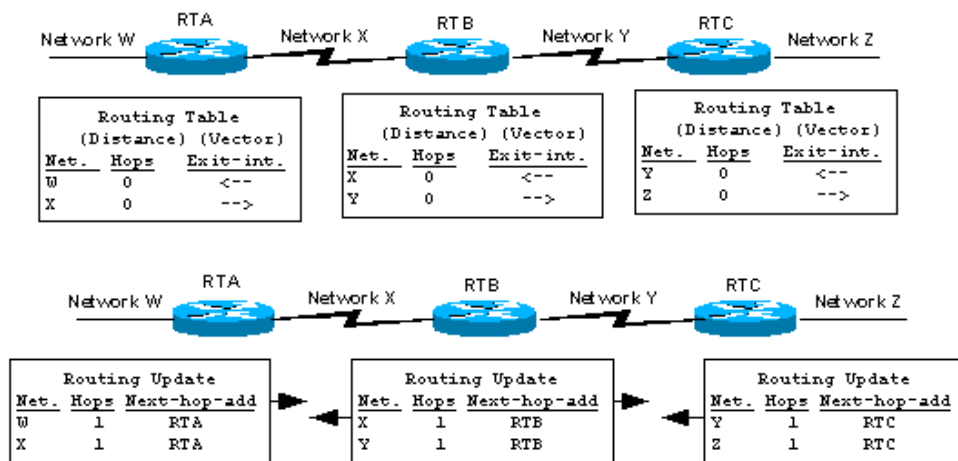 RTA RTB RTC
Network W Network X Network Y Network Z
Routing Table
(Distance) (Vector)
Net. Hops Exit-int.
W 0 <--
X 0 -->
Routing Table
(Distance) (Vector)
Net. Hops Exit-int.
X 0 <--
Y 0 -->
Routing Table
(Distance) (Vector)
Net. Hops Exit-int.
Y 0 <--
Z 0 -->
RTA RTB RTC
Network W Network X Network Y Network Z
Routing Update
Net. Hops Next-hop-add
W 1 RTA
X 1 RTA
Routing Update
Net. Hops Next-hop-add
X 1 RTB
Y 1 RTB
Routing Update
Net. Hops Next-hop-add
Y 1 RTC
Z 1 RTC